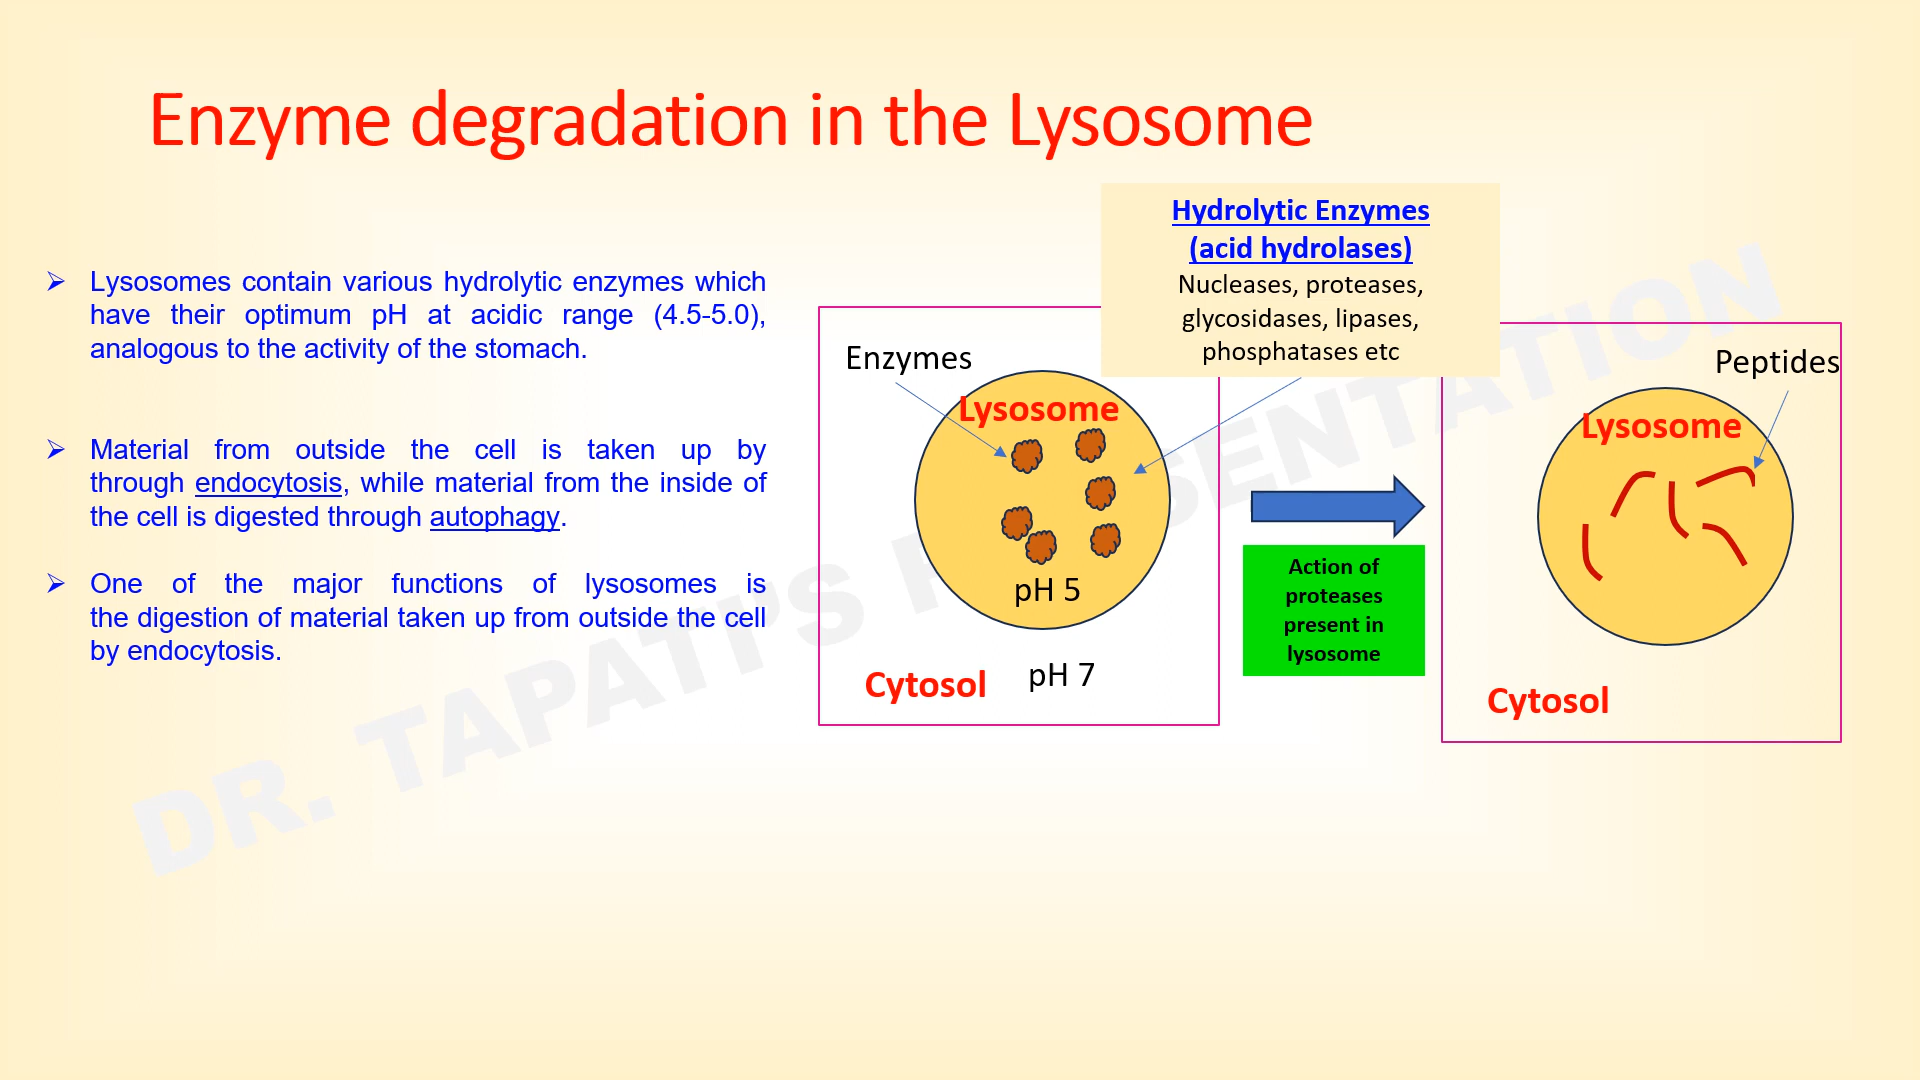 Enzyme degradation in the Lysosome
➢ Lysosomes contain various hydrolytic enzymes which
have their optimum pH at acidic range (4.5-5.0),
analogous to the activity of the stomach.
➢ Material from outside the cell is taken up by
through endocytosis, while material from the inside of
the cell is digested through autophagy.
➢ One of the major functions of lysosomes is
the digestion of material taken up from outside the cell
by endocytosis.
Hydrolytic Enzymes
(acid hydrolases)
Nucleases, proteases,
glycosidases, lipases,
phosphatases etc
Enzymes
Lysosome
pH 5
Cytosol
pH 7
Action of
proteases
present in
lysosome
Peptides
Lysosome
Cytosol
DR. TAPATI'S P SENTATION